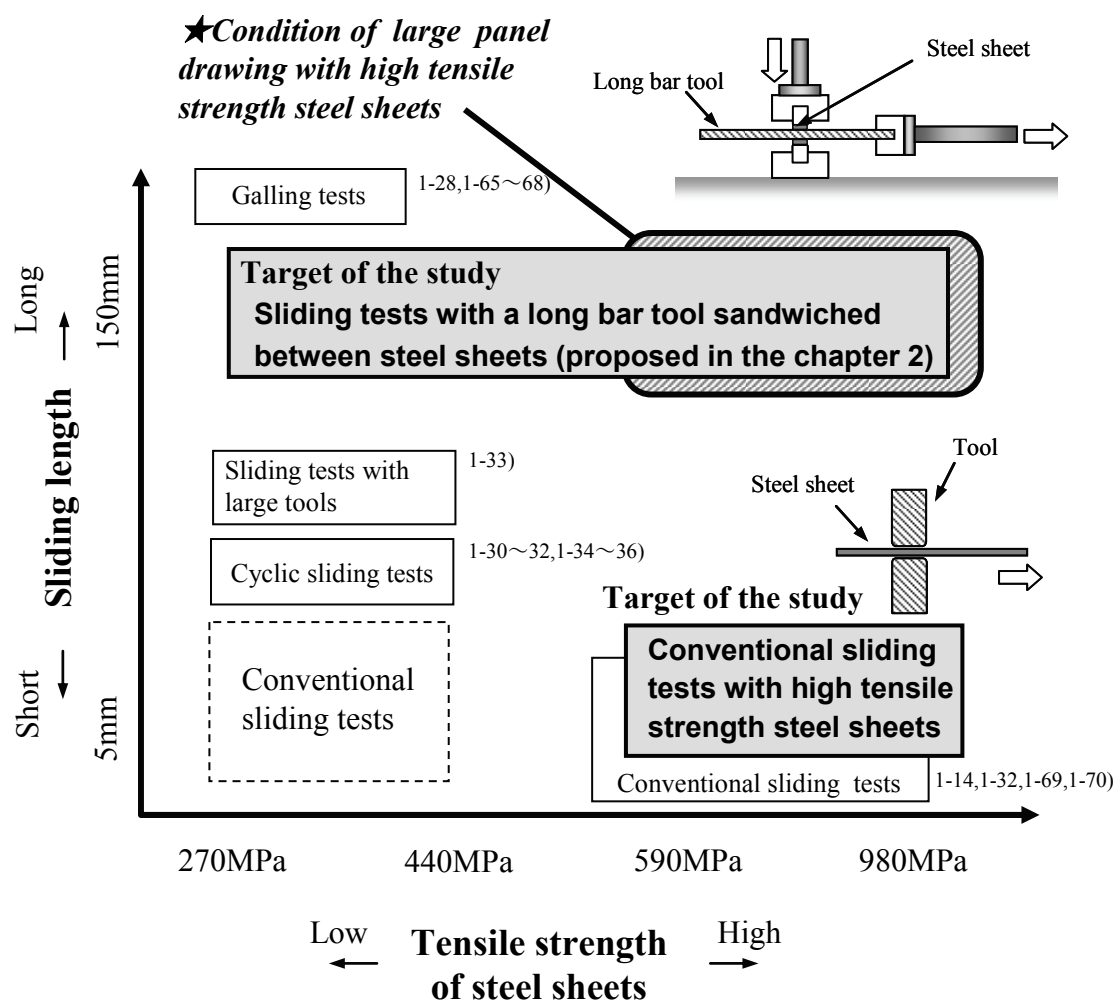 ★Condition of large panel
drawing with high tensile
strength steel sheets
Steel sheet
Long bar tool
Galling tests
1-28,1-65～68)
Target of the study
Sliding tests with a long bar tool sandwiched
between steel sheets (proposed in the chapter 2)
Long
150mm
Sliding length
Short
5mm
Sliding tests with
large tools
1-33)
Cyclic sliding tests
1-30～32,1-34～36)
Conventional
sliding tests
Tool
Steel sheet
Target of the study
Conventional sliding
tests with high tensile
strength steel sheets
Conventional sliding tests
1-14,1-32,1-69,1-70)
270MPa
440MPa
590MPa
980MPa
Low
High
Tensile strength
of steel sheets